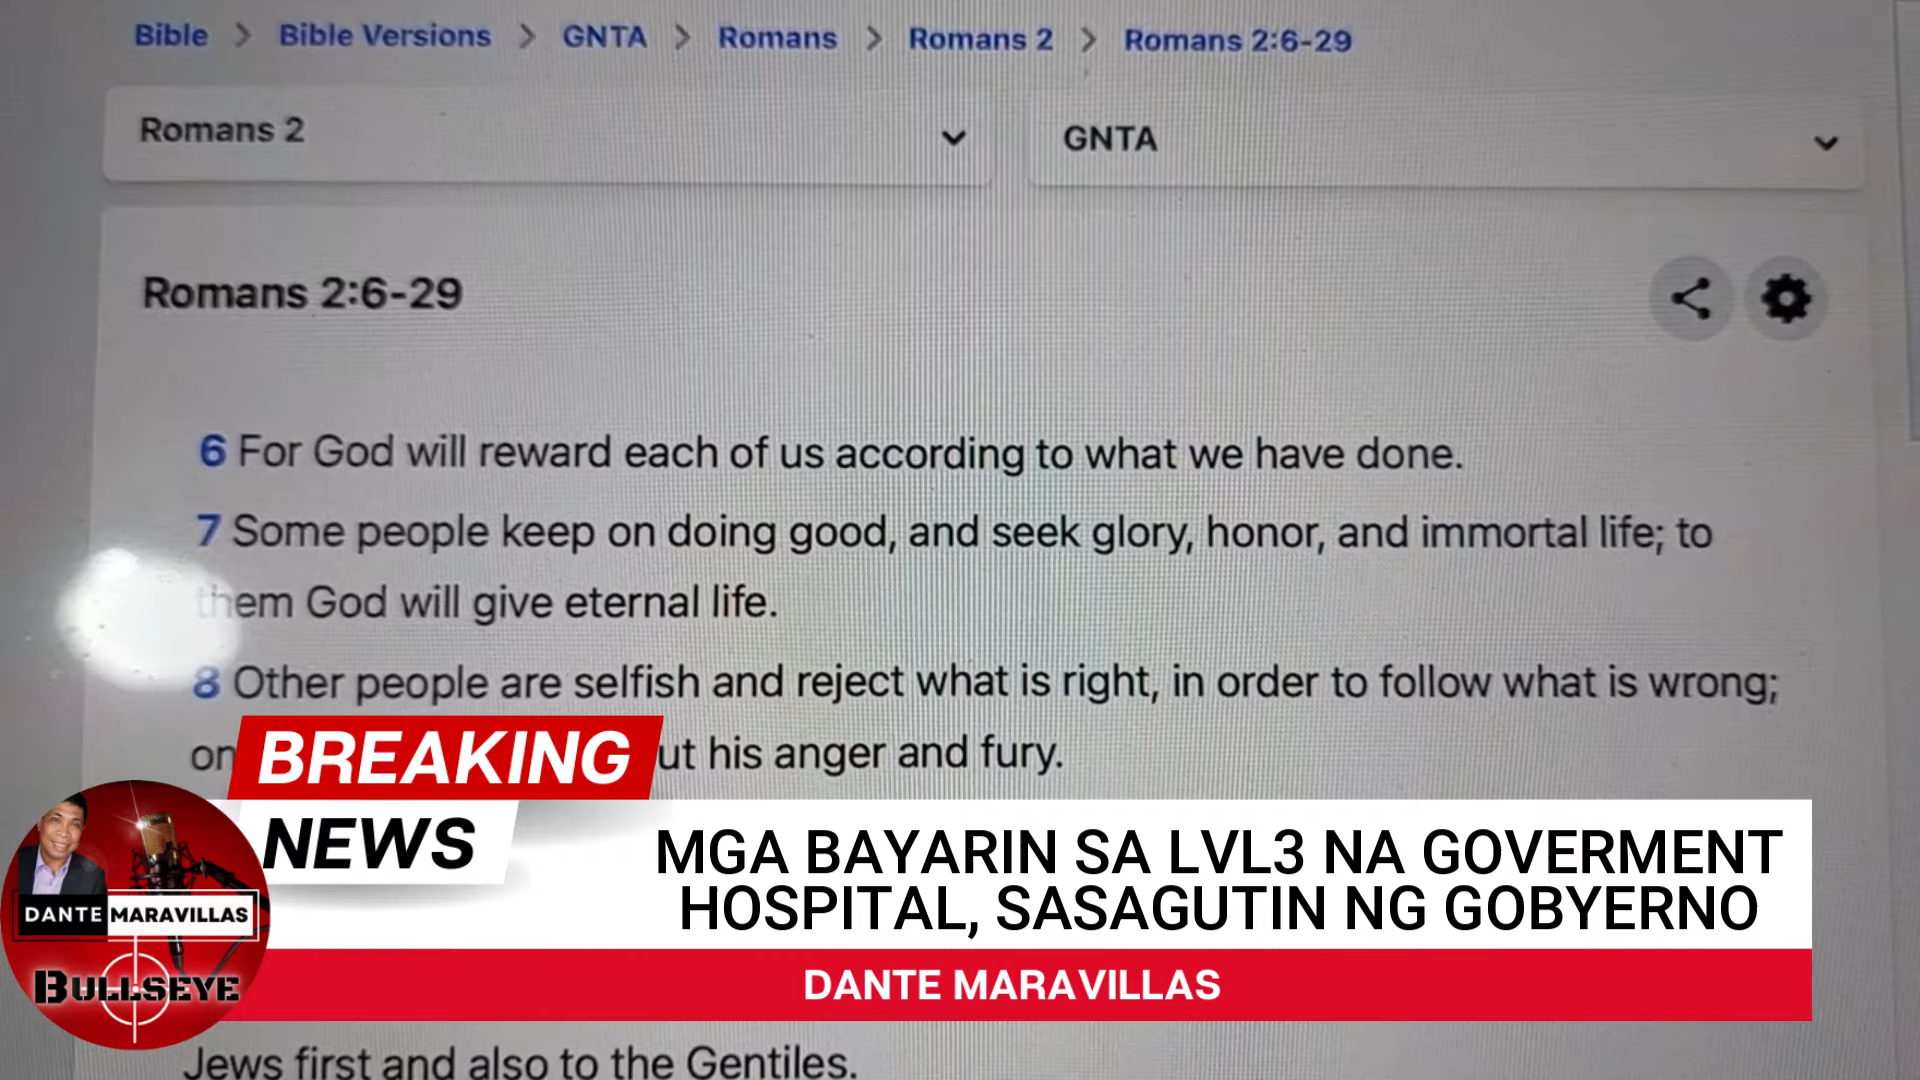 Bible > Bible Versions > GNTA > Romans > Romans 2 > Romans 2:6-29
Romans 2
GNTA
Romans 2:6-29
6 For God will reward each of us according to what we have done.
7 Some people keep on doing good, and seek glory, honor, and immortal life; to
them God will give eternal life.
8 Other people are selfish and reject what is right, in order to follow what is wrong;
on
ut his anger and fury.
BREAKING
NEWS
MGA BAYARIN SA LVL3 NA GOVERMENT
HOSPITAL, SASAGUTIN NG GOBYERNO
DANTE MARAVILLAS
DANTE MARAVILLAS
BULLSEYE
Jews first and also to the Gentiles.